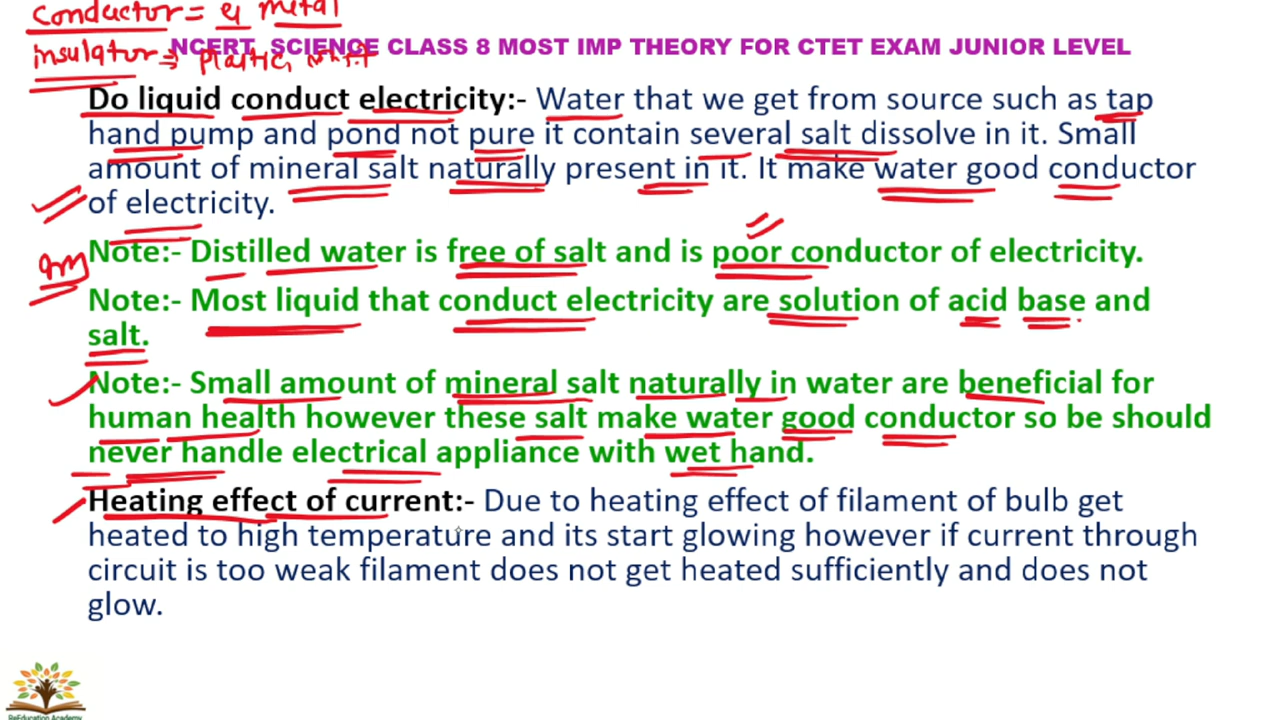 Conductor = eq metal
NCERT SCIENCE CLASS 8 MOST IMP THEORY FOR CTET EXAM JUNIOR LEVEL
insulator ⇒ plastic,
Do liquid conduct electricity:- Water that we get from source such as tap
hand pump and pond not pure it contain several salt dissolve in it. Small
amount of mineral salt naturally present in it. It make water good conductor
of electricity.
Note:- Distilled water is free of salt and is poor conductor of electricity.
Note:- Most liquid that conduct electricity are solution of acid base and
salt.
Note:- Small amount of mineral salt naturally in water are beneficial for
human health however these salt make water good conductor so be should
never handle electrical appliance with wet hand.
Heating effect of current:- Due to heating effect of filament of bulb get
heated to high temperature and its start glowing however if current through
circuit is too weak filament does not get heated sufficiently and does not
glow.
BeEducation Academy